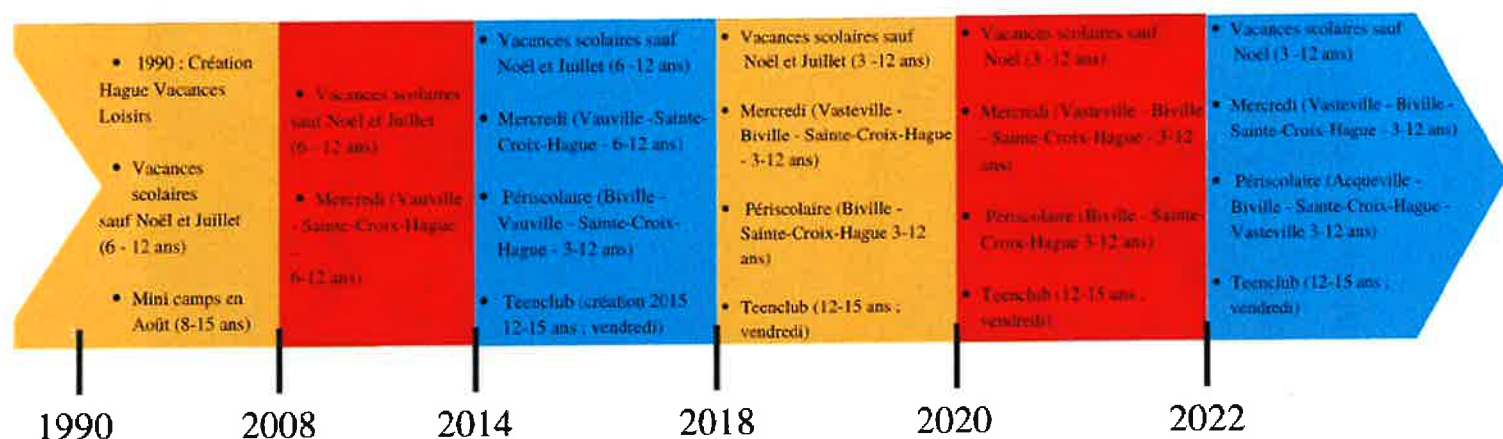 • 1990 : Création
Hague Vacances
Loisirs
• Vacances
scolaires
sauf Noël et Juillet
(6 - 12 ans)
• Mini camps en
Août (8-15 ans)
• Vacances scolaires
sauf Noël et Juillet
(6 - 12 ans)
• Mercredi (Vauville
- Sainte-Croix-Hague
-
6-12 ans)
• Vacances scolaires sauf
Noël et Juillet (6 -12 ans)
• Mercredi (Vauville -Sainte-
Croix-Hague - 6-12 ans)
• Périscolaire (Biville -
Vauville - Sainte-Croix-
Hague - 3-12 ans)
• Teenclub (création 2015
12-15 ans ; vendredi)
• Vacances scolaires sauf
Noël et Juillet (3 -12 ans)
• Mercredi (Vasteville -
Biville - Sainte-Croix-Hague
- 3-12 ans)
• Périscolaire (Biville -
Sainte-Croix-Hague 3-12
ans)
• Teenclub (12-15 ans ;
vendredi)
• Vacances scolaires sauf
Noël (3 -12 ans)
• Mercredi (Vasteville - Biville
- Sainte-Croix-Hague - 3-12
ans)
• Périscolaire (Biville - Sainte-
Croix-Hague 3-12 ans)
• Teenclub (12-15 ans ;
vendredi)
• Vacances scolaires sauf
Noël (3 -12 ans)
• Mercredi (Vasteville - Biville -
Sainte-Croix-Hague - 3-12 ans)
• Périscolaire (Acqueville -
Biville - Sainte-Croix-Hague -
Vasteville 3-12 ans)
• Teenclub (12-15 ans ;
vendredi)
1990
2008
2014
2018
2020
2022